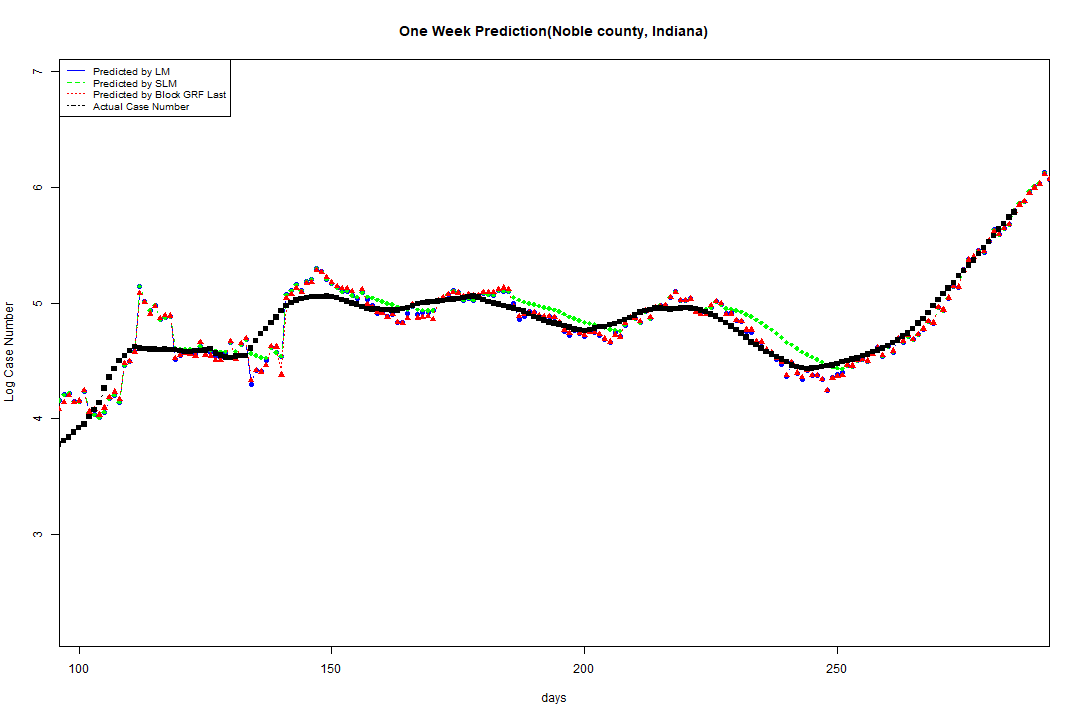 One Week Prediction(Noble county, Indiana)
7
Predicted by LM
Predicted by SLM
Predicted by Block GRF Last
Actual Case Number
6
5
4
3
Log Case Number
100 150 200 250
days